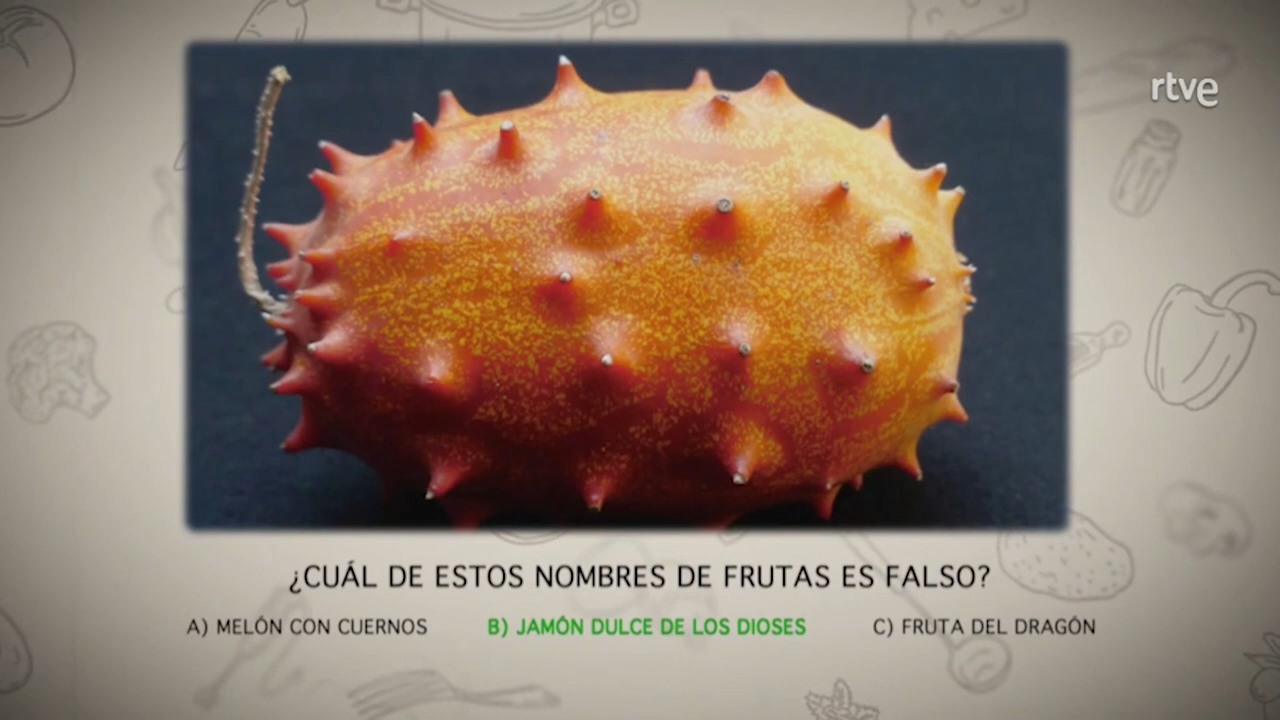 rtve
¿CUÁL DE ESTOS NOMBRES DE FRUTAS ES FALSO?
A) MELÓN CON CUERNOS B) JAMÓN DULCE DE LOS DIOSES C) FRUTA DEL DRAGÓN